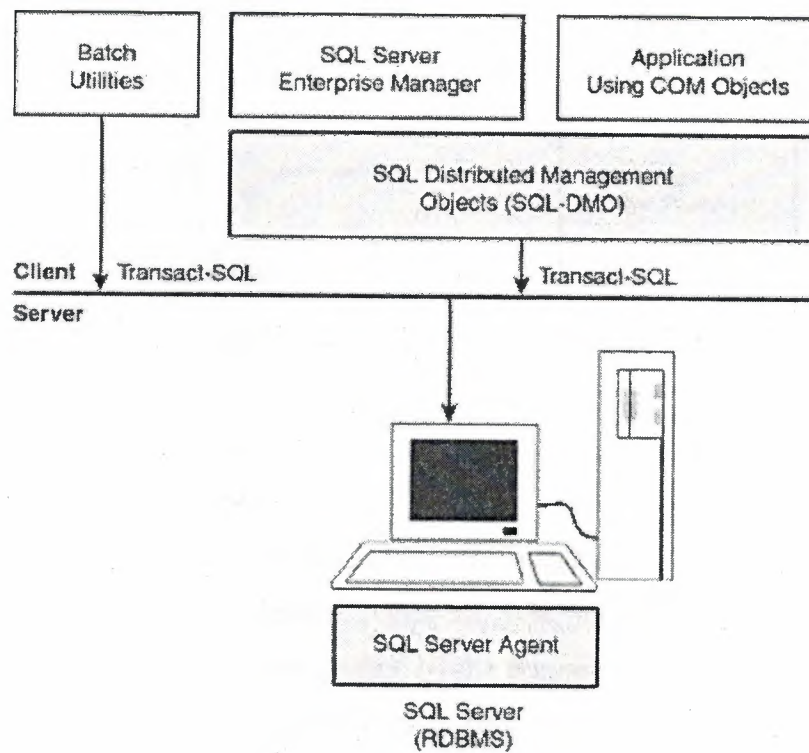 Batch
Utilities
SQL Server
Enterprise Manager
Application
Using COM Objects
SQL Distributed Management
Objects (SQL-DMO)
Client
Transact-SQL
Transact-SQL
Server
SQL Server Agent
SQL Server
(RDBMS)